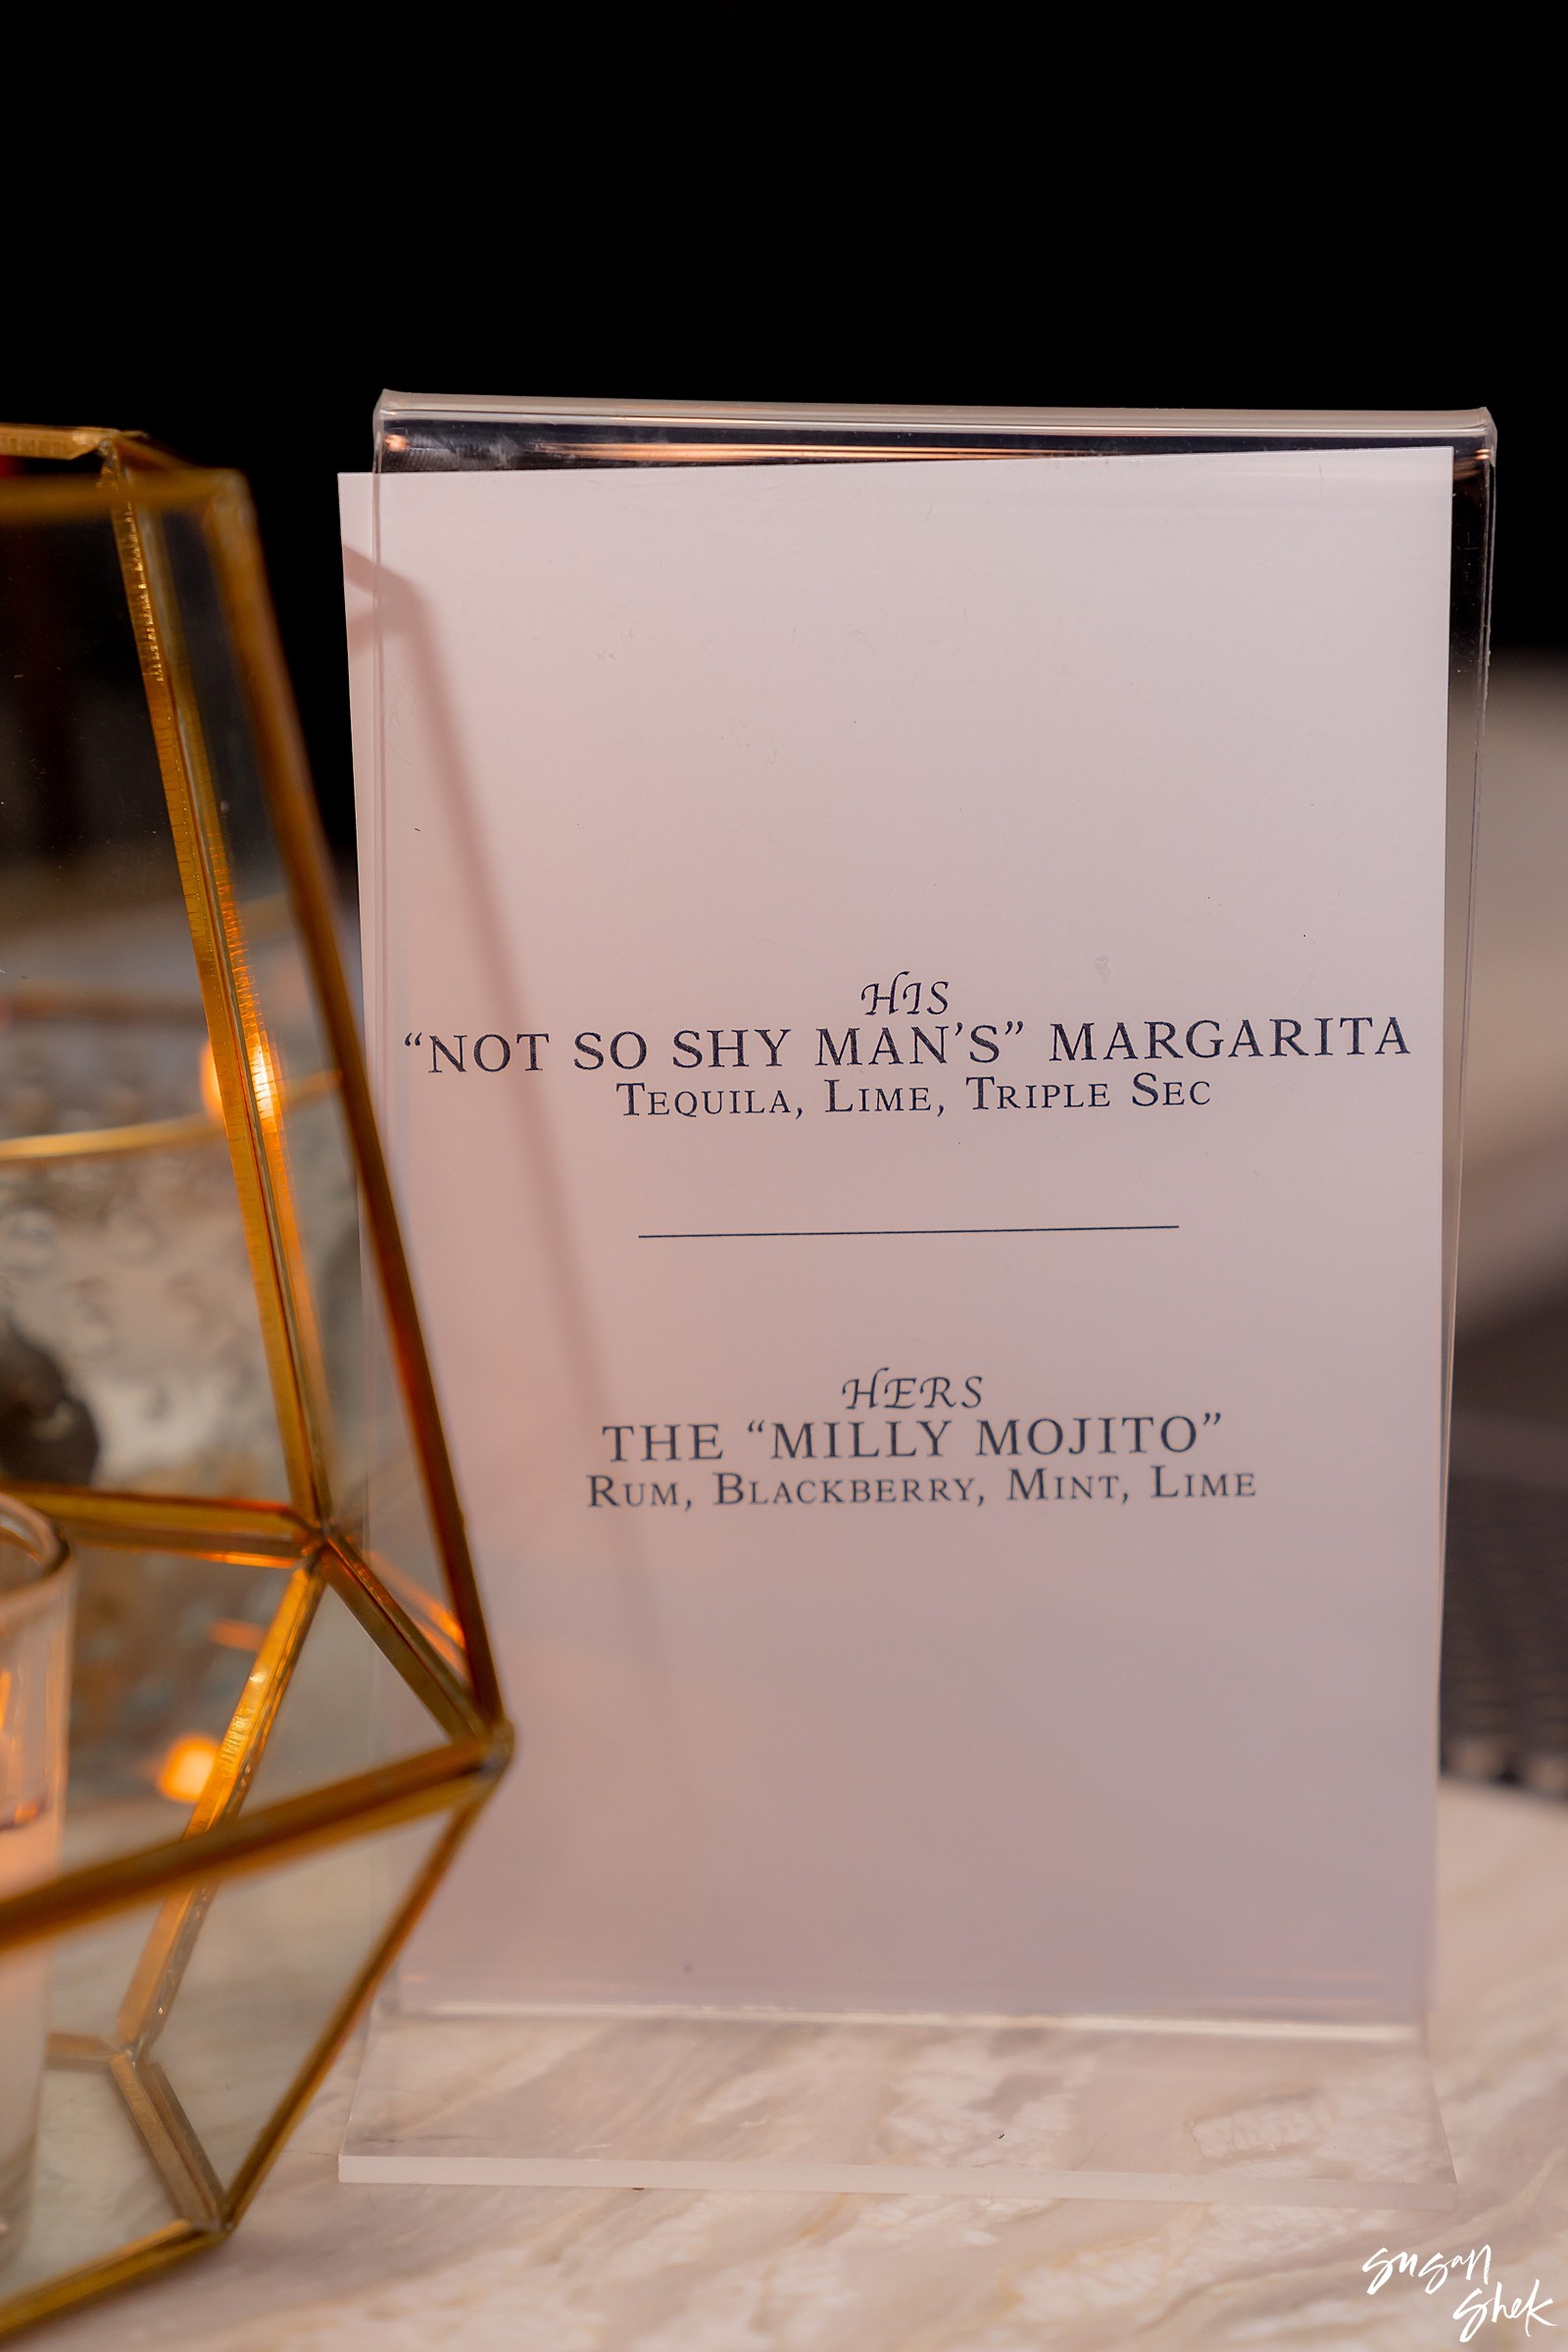 HIS
“NOT SO SHY MAN’S” MARGARITA
TEQUILA, LIME, TRIPLE SEC
HERS
THE “MILLY MOJITO”
RUM, BLACKBERRY, MINT, LIME
susan
shek